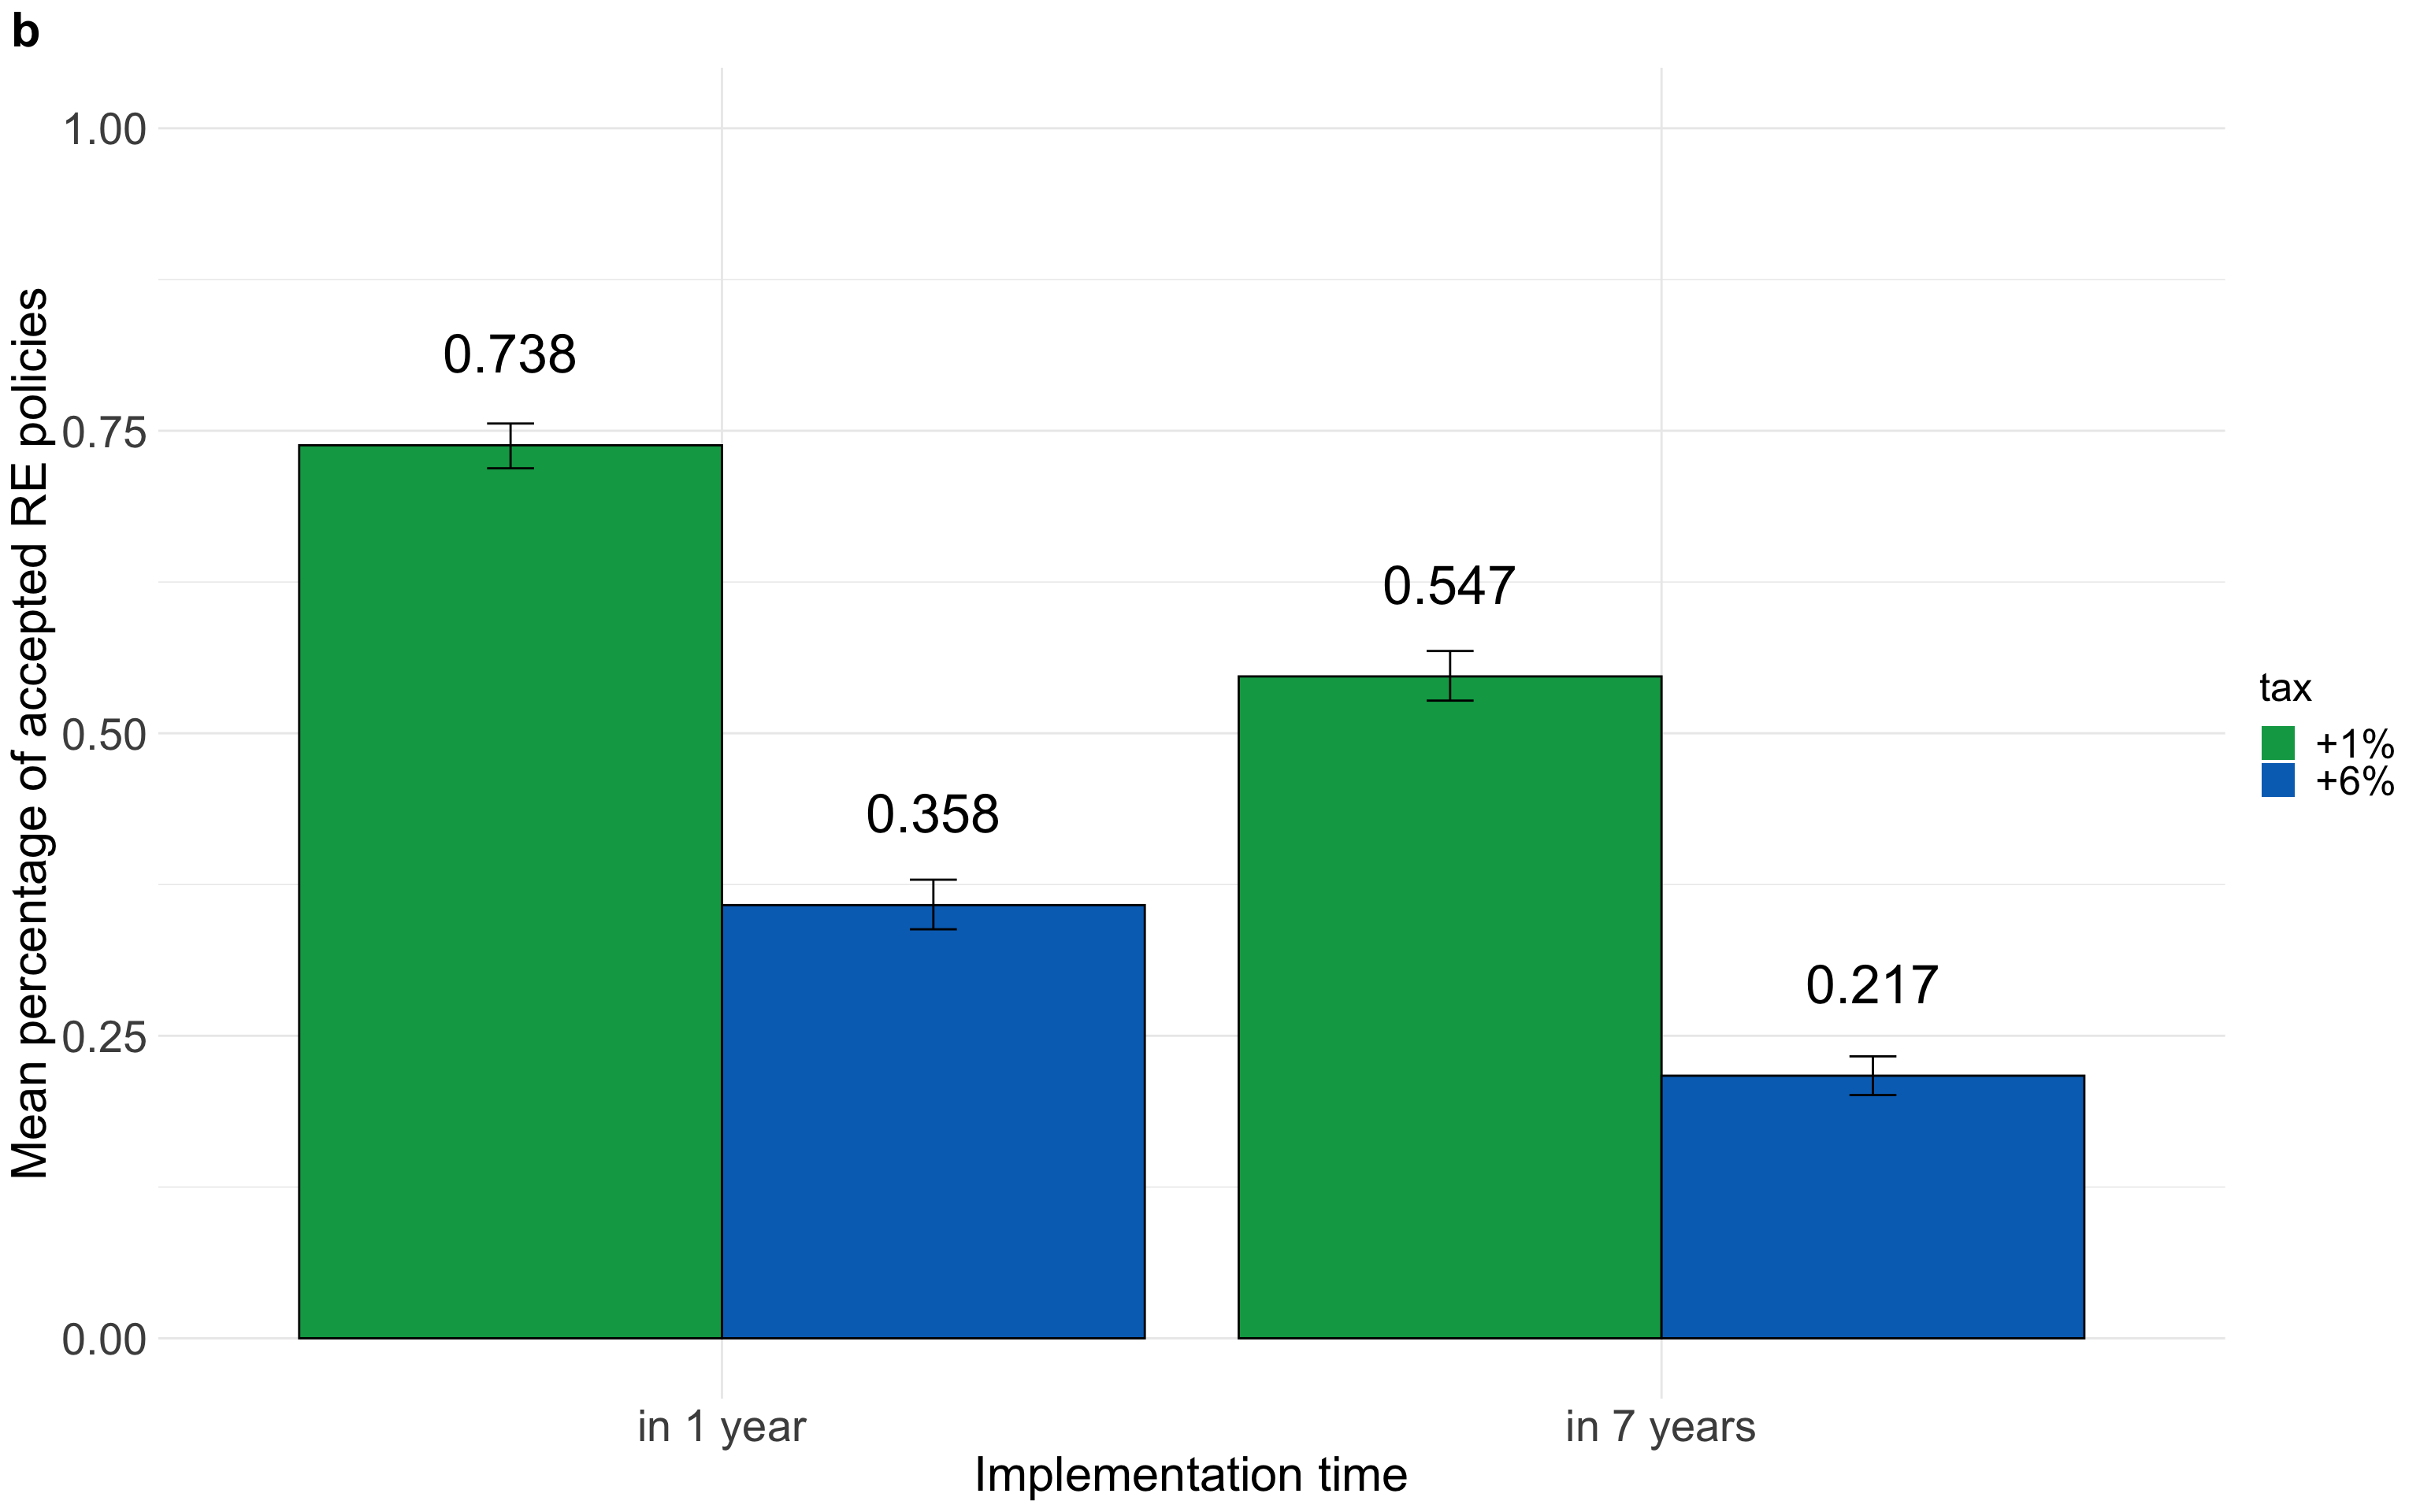 b
Mean percentage of accepted RE policies
1.00
0.75
0.50
0.25
0.00
0.738
0.358
0.547
0.217
in 1 year
in 7 years
Implementation time
tax
+1%
+6%